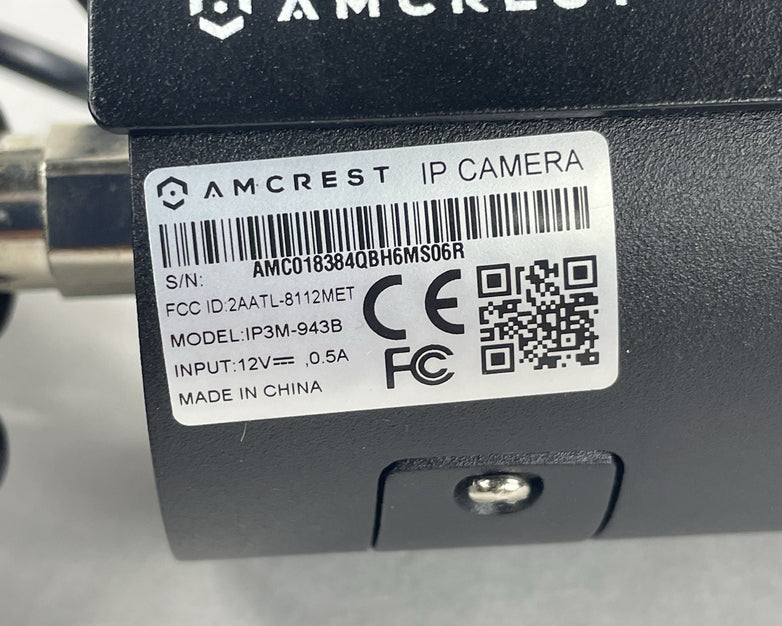 AMCREST
AMCREST IP CAMERA
AMC018384QBH6MS06R
S/N:
FCC ID:2AATL-8112MET
MODEL:IP3M-943B
INPUT:12V⎓ ,0.5A
MADE IN CHINA
CE
FC